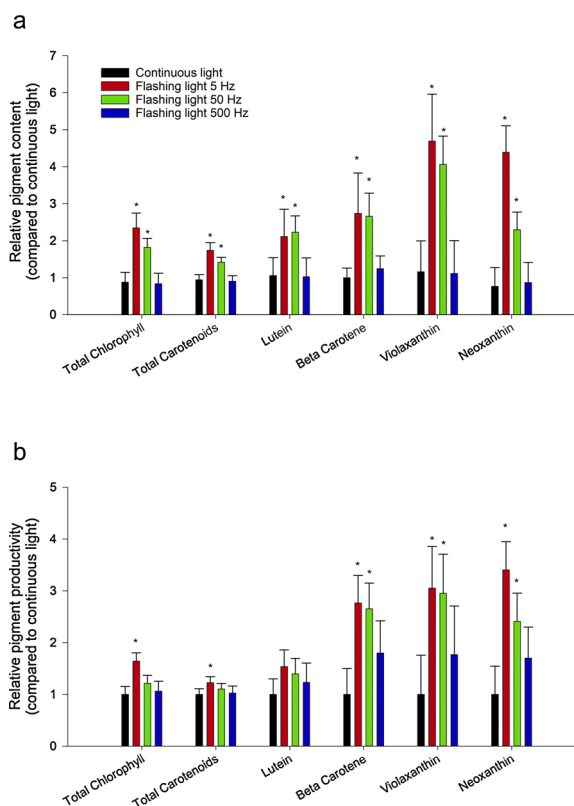 a
Relative pigment content
(compared to continuous light)
7
6
5
4
3
2
1
0
Continuous light
Flashing light 5 Hz
Flashing light 50 Hz
Flashing light 500 Hz
* * * * * * * * * * * *
Total Chlorophyll
Total Carotenoids
Lutein
Beta Carotene
Violaxanthin
Neoxanthin
b
Relative pigment productivity
(compared to continuous light)
5
4
3
2
1
0
* * * * * * * *
Total Chlorophyll
Total Carotenoids
Lutein
Beta Carotene
Violaxanthin
Neoxanthin